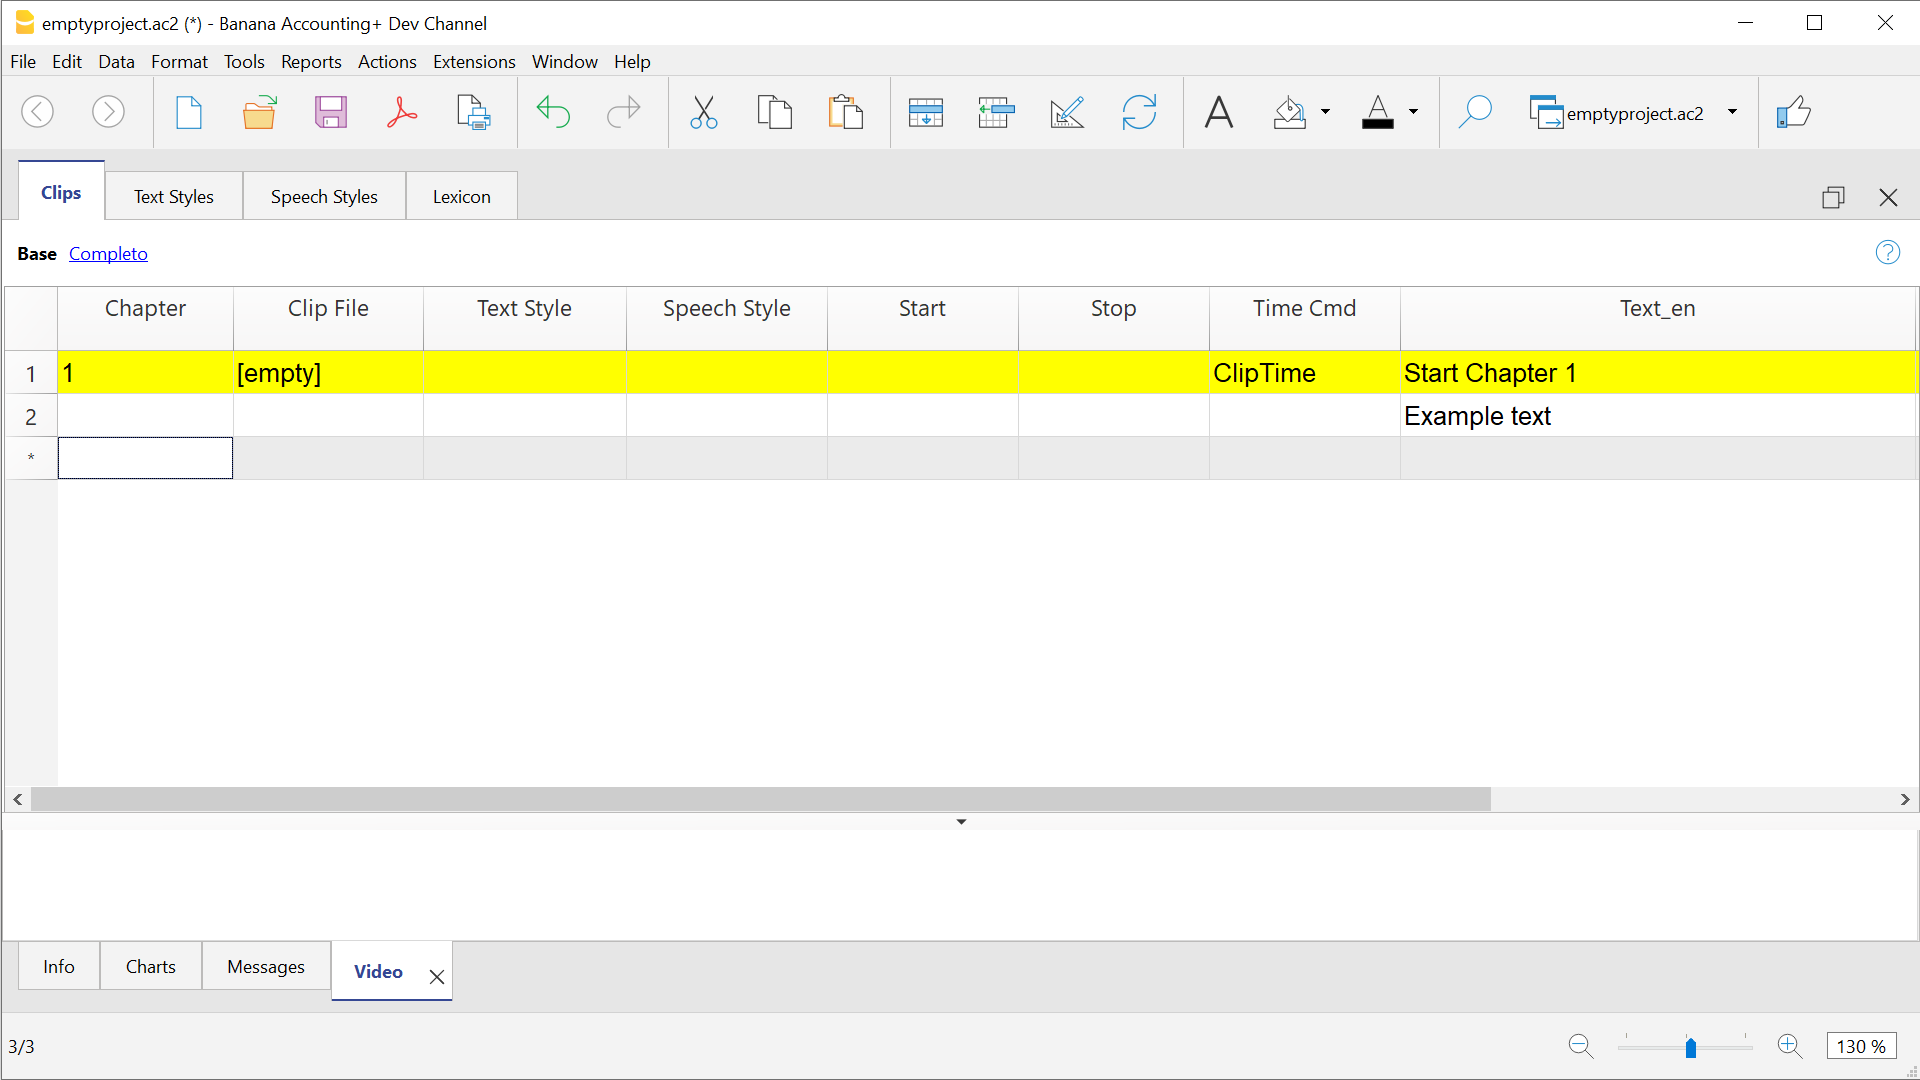 emptyproject.ac2 (*) - Banana Accounting+ Dev Channel
File Edit Data Format Tools Reports Actions Extensions Window Help
emptyproject.ac2
Clips Text Styles Speech Styles Lexicon
Base Completo
Chapter Clip File Text Style Speech Style Start Stop Time Cmd Text_en
1 1 [empty] ClipTime Start Chapter 1
2 Example text
*
Info Charts Messages Video
3/3 130 %